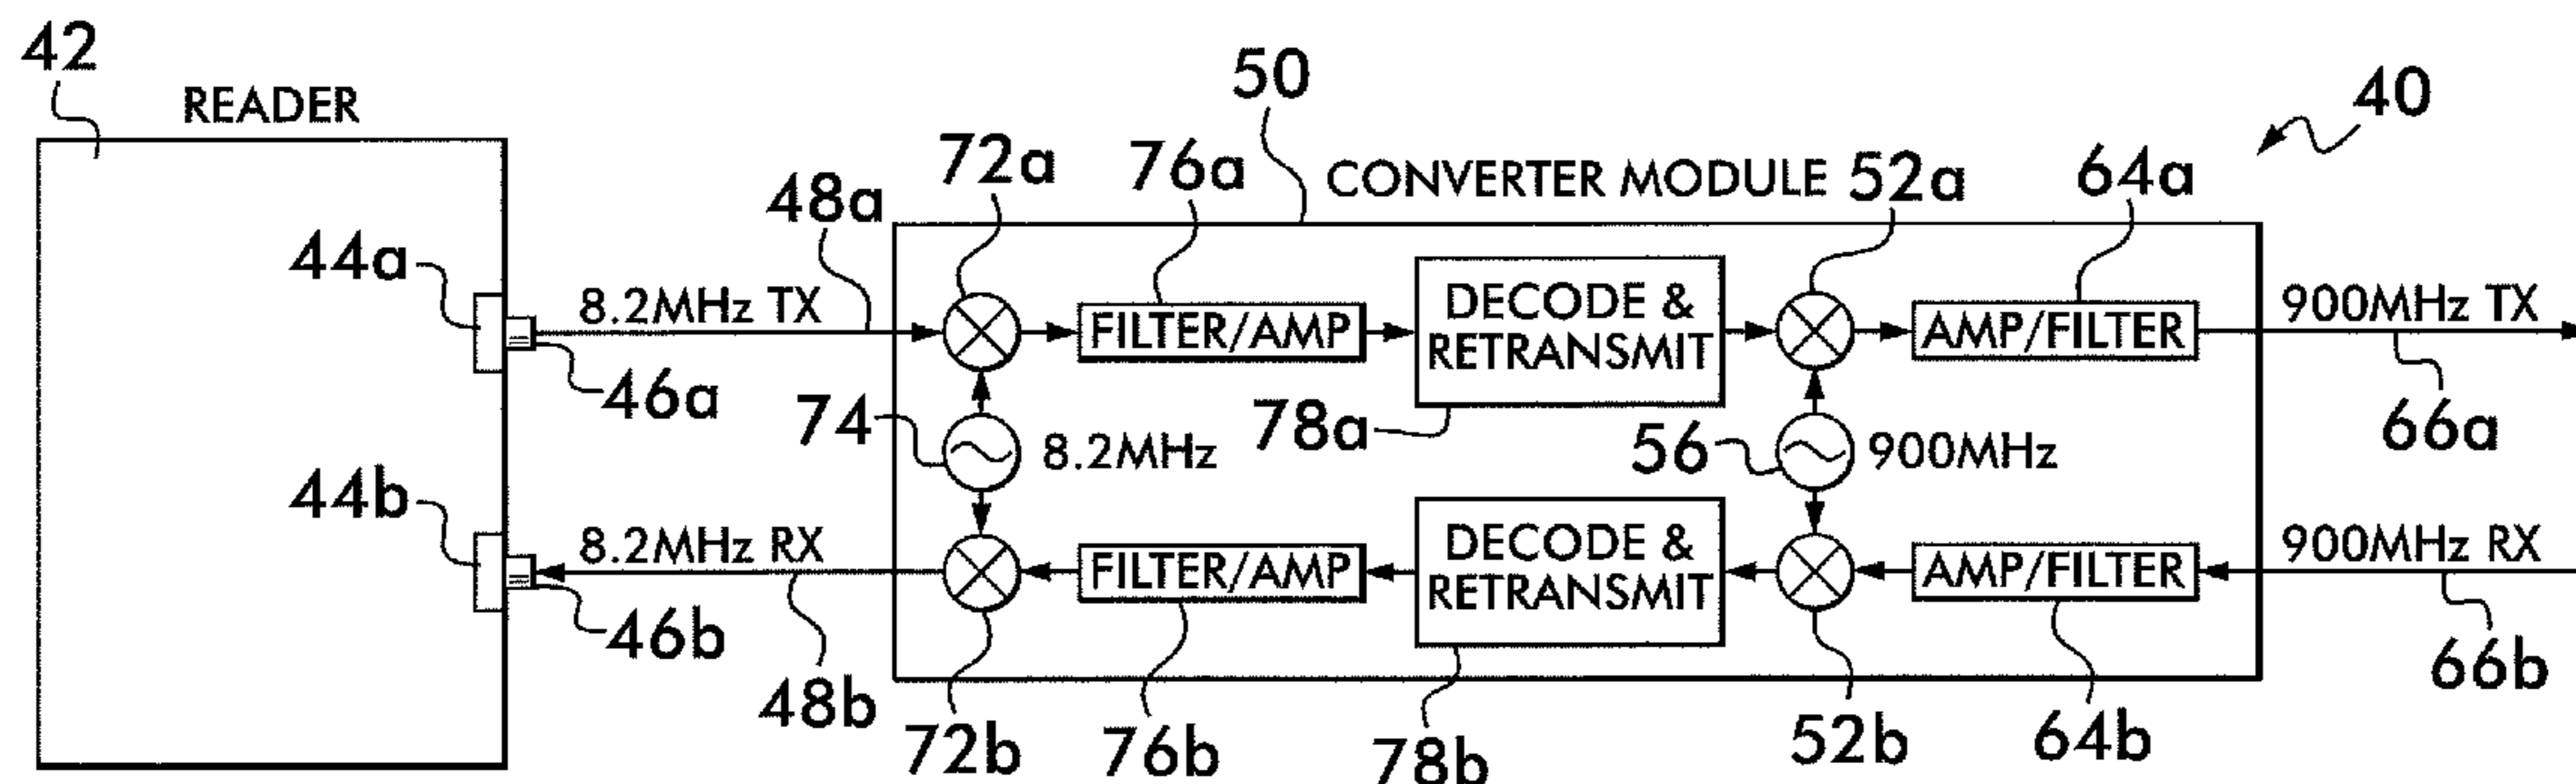 42
READER
50
40
72a
76a
CONVERTER MODULE
52a
64a
48a
44a
8.2MHz TX
FILTER/AMP
DECODE &
RETRANSMIT
AMP/FILTER
900MHz TX
46a
74
8.2MHz
78a
56
900MHz
66a
44b
8.2MHz RX
FILTER/AMP
DECODE &
RETRANSMIT
AMP/FILTER
900MHz RX
46b
48b
72b
76b
78b
52b
64b
66b